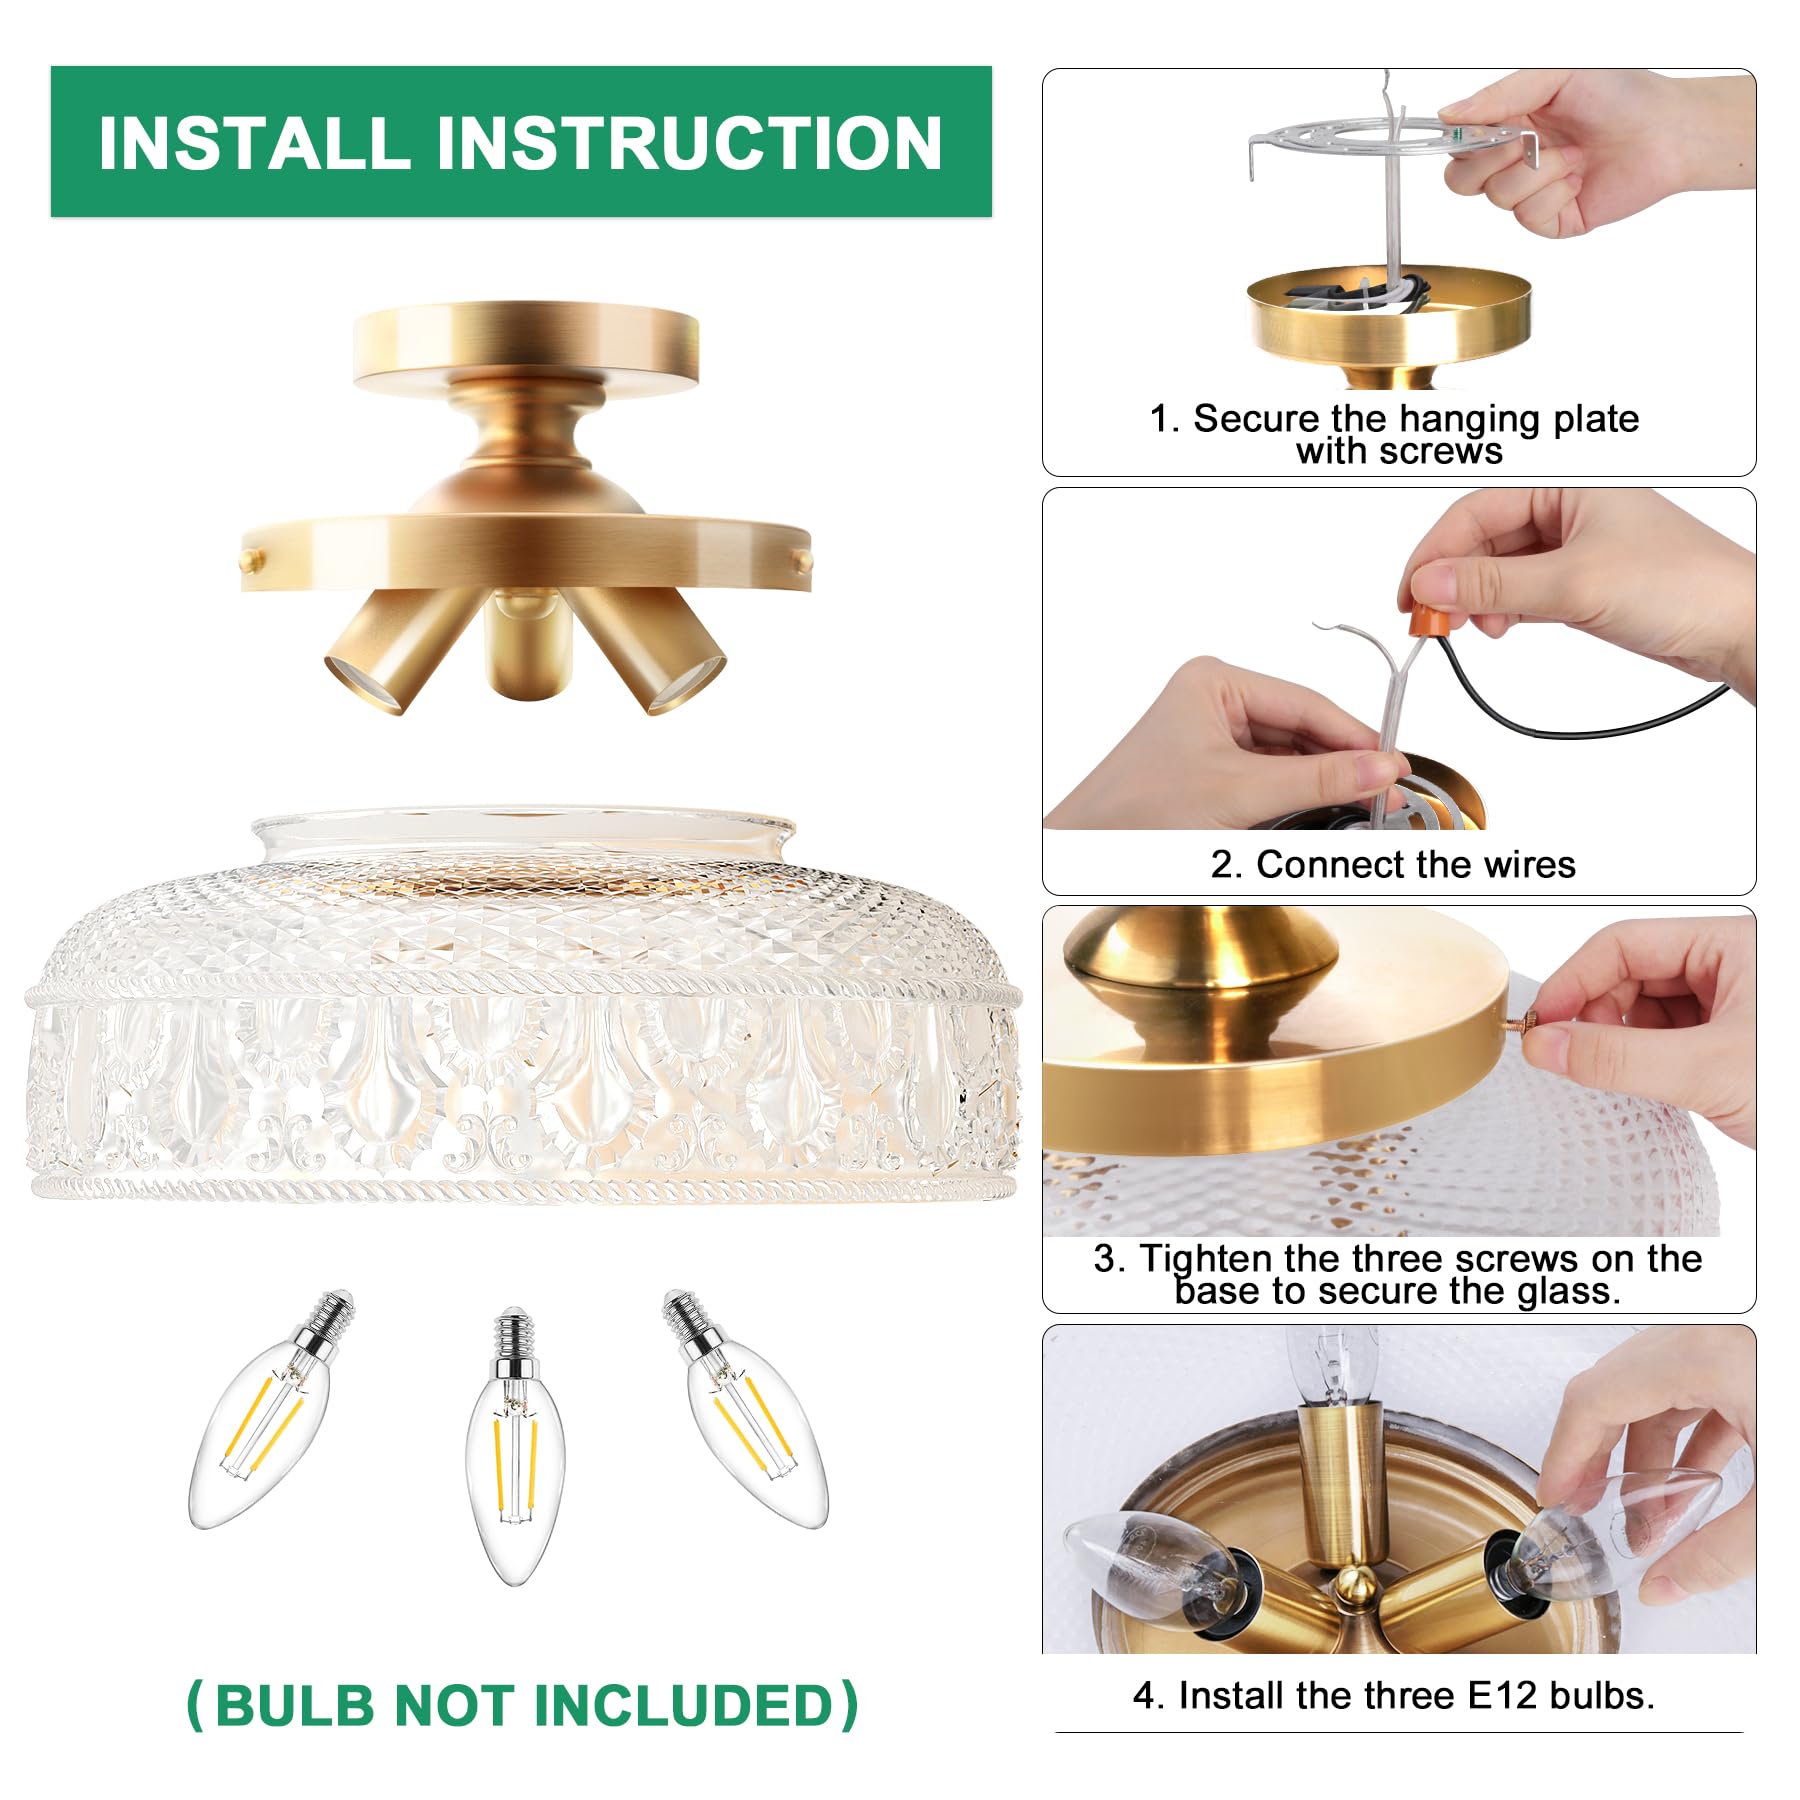 INSTALL INSTRUCTION
1. Secure the hanging plate
with screws
2. Connect the wires
3. Tighten the three screws on the
base to secure the glass.
4. Install the three E12 bulbs.
(BULB NOT INCLUDED)